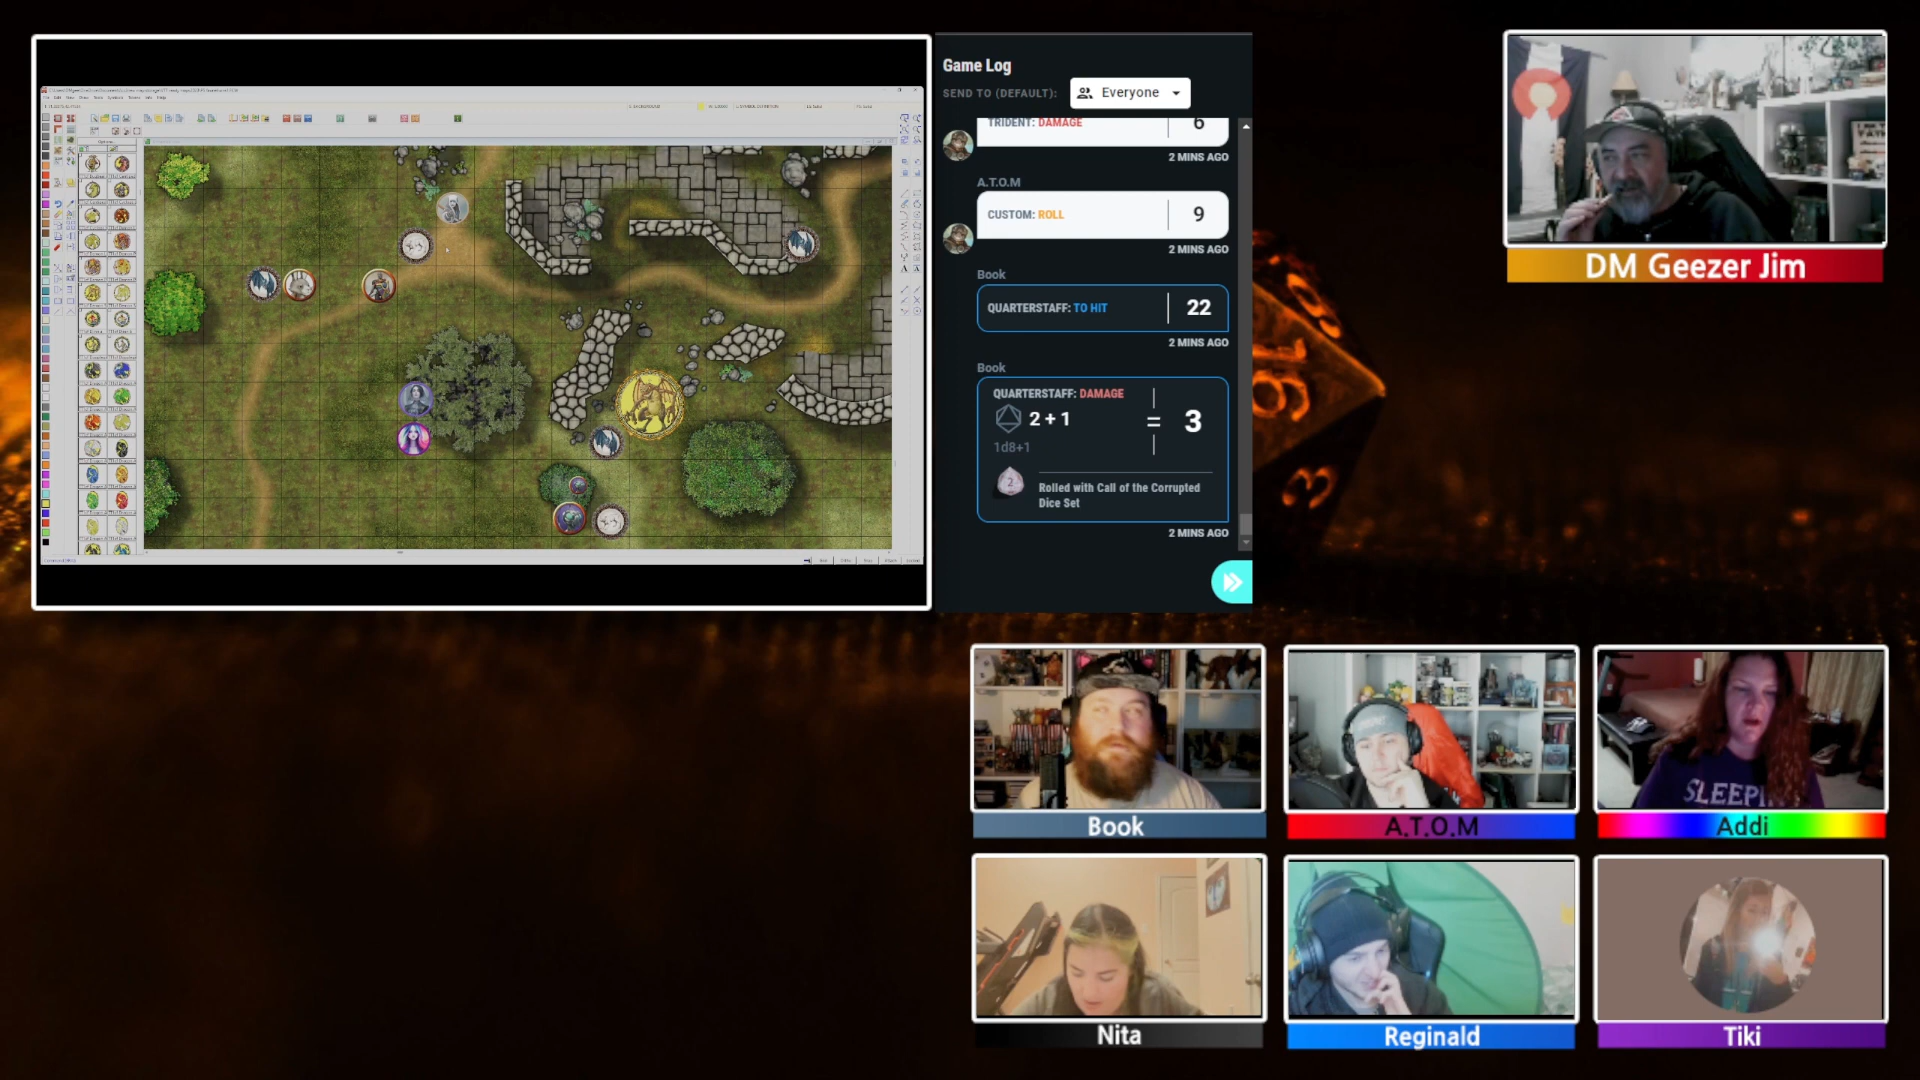 Game Log
SEND TO (DEFAULT):
Everyone
TRIDENT: DAMAGE
6
2 MINS AGO
A.T.O.M
CUSTOM: ROLL
9
2 MINS AGO
Book
QUARTERSTAFF: TO HIT
22
2 MINS AGO
Book
QUARTERSTAFF: DAMAGE
2 + 1
=
3
1d8+1
2
Rolled with Call of the Corrupted
Dice Set
2 MINS AGO
DM Geezer Jim
Book
A.T.O.M
SLEEPI
Addi
Nita
Reginald
Tiki